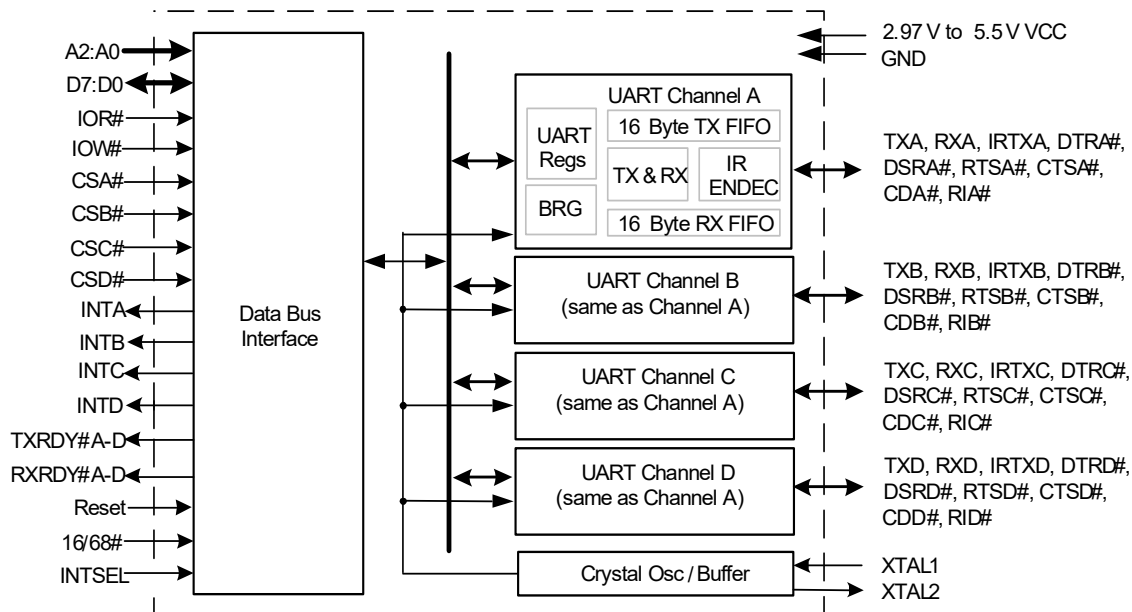 A2:A0
D7:D0
IOR#
IOW#
CSA#
CSB#
CSC#
CSD#
INTA
INTB
INTC
INTD
TXRDY#A-D
RXRDY#A-D
Reset
16/68#
INTSEL
Data Bus
Interface
UART Channel A
UART
Regs
BRG
16 Byte TX FIFO
TX & RX
IR
ENDEC
16 Byte RX FIFO
UART Channel B
(same as Channel A)
UART Channel C
(same as Channel A)
UART Channel D
(same as Channel A)
Crystal Osc / Buffer
2.97 V to 5.5 V VCC
GND
TXA, RXA, IRTXA, DTRA#,
DSRA#, RTSA#, CTSA#,
CDA#, RIA#
TXB, RXB, IRTXB, DTRB#,
DSRB#, RTSB#, CTSB#,
CDB#, RIB#
TXC, RXC, IRTXC, DTRC#,
DSRC#, RTSC#, CTSC#,
CDC#, RIC#
TXD, RXD, IRTXD, DTRD#,
DSRD#, RTSD#, CTSD#,
CDD#, RID#
XTAL1
XTAL2